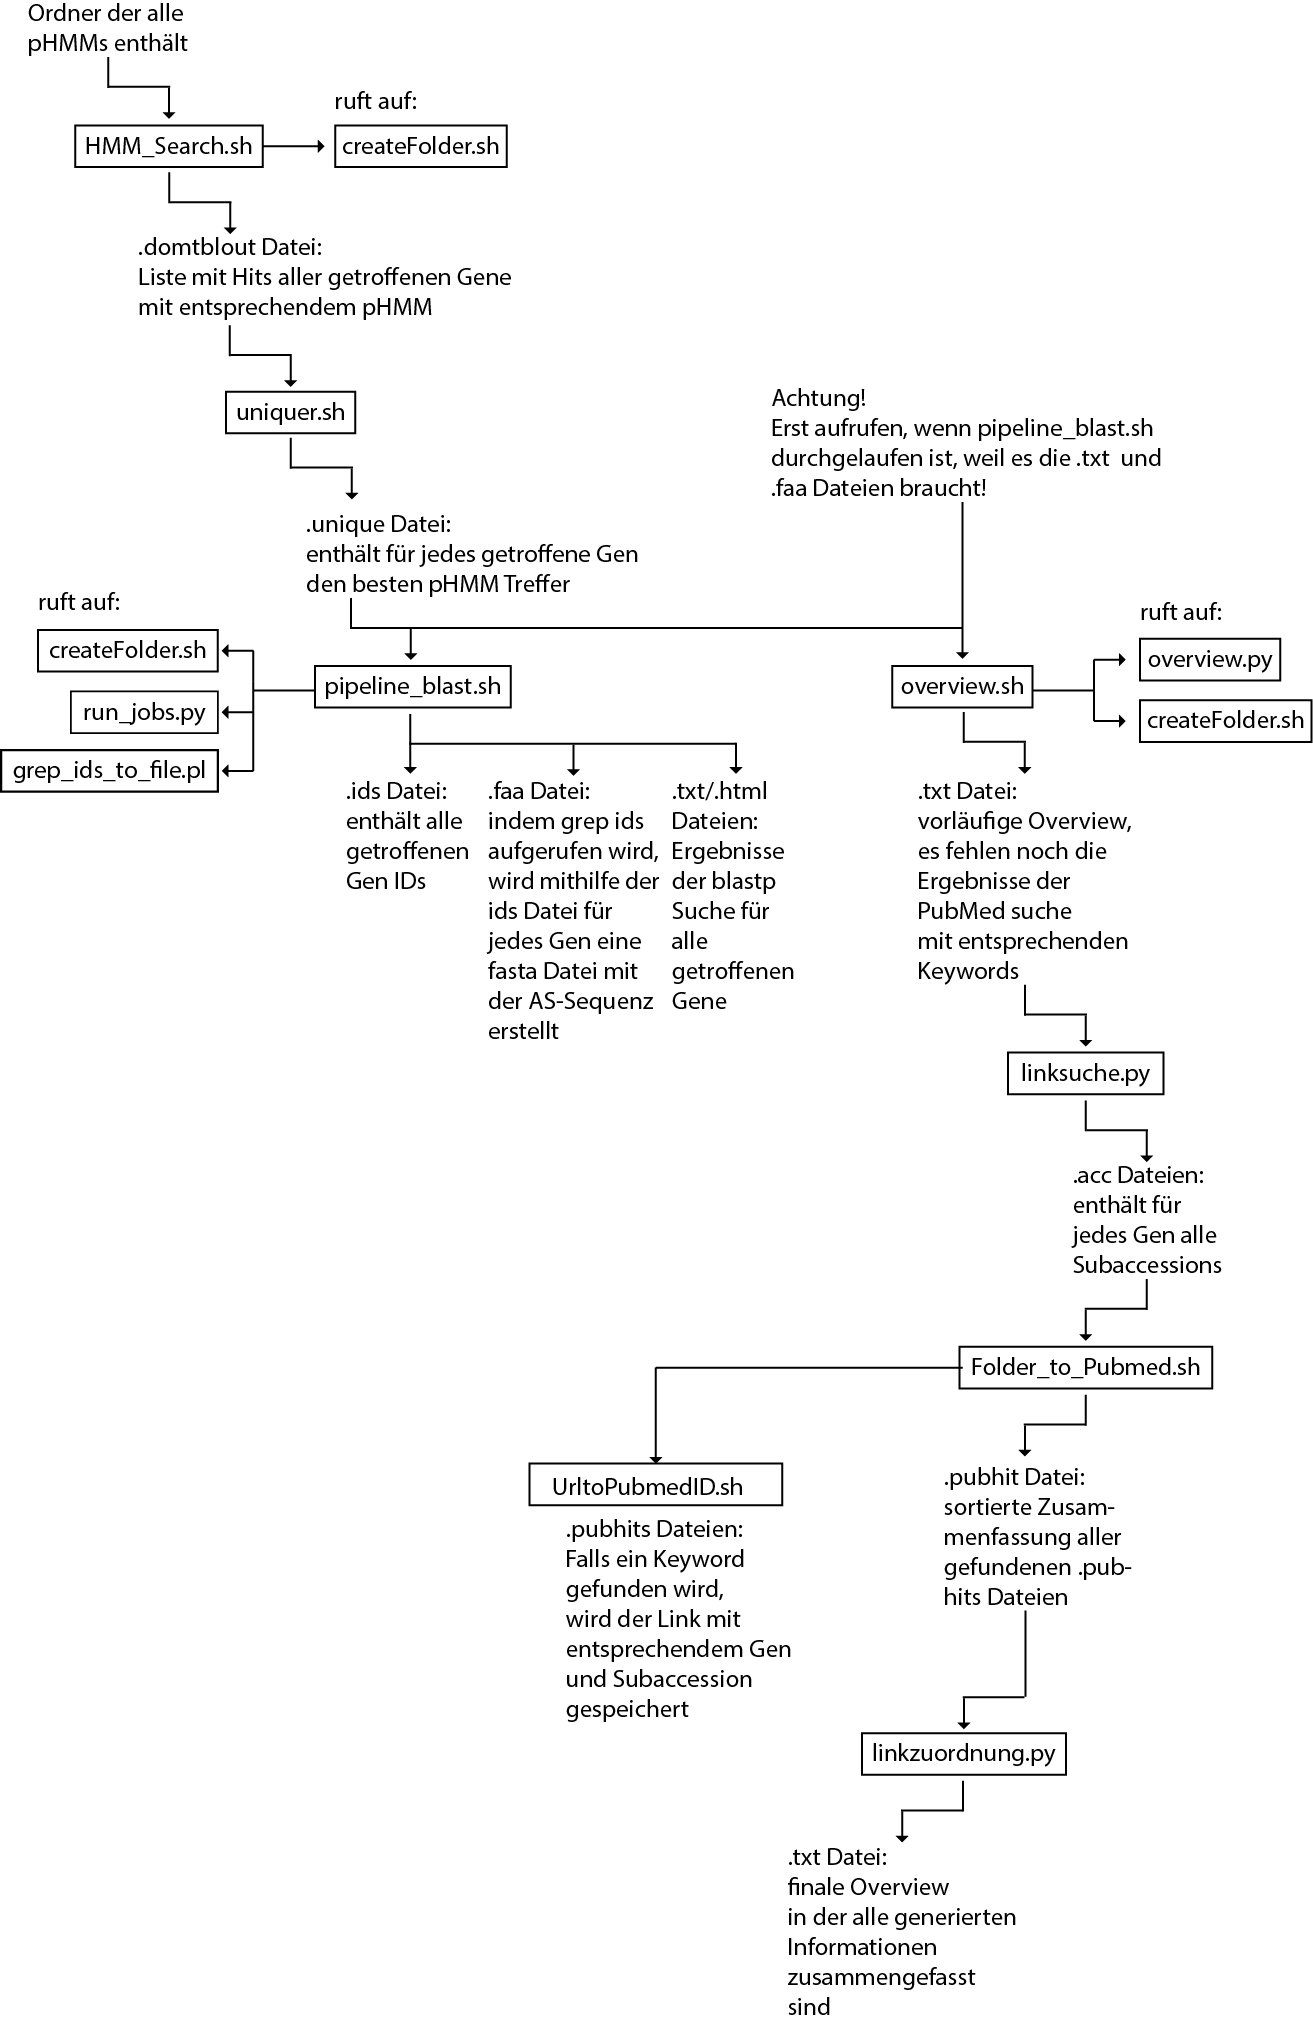 Ordner der alle
pHMMs enthält
ruft auf:
HMM_Search.sh
createFolder.sh
.domtblout Datei:
Liste mit Hits aller getroffenen Gene
mit entsprechendem pHMM
uniquer.sh
Achtung!
Erst aufrufen, wenn pipeline_blast.sh
durchgelaufen ist, weil es die .txt  und
.faa Dateien braucht!
.unique Datei:
enthält für jedes getroffene Gen
den besten pHMM Treffer
ruft auf:
createFolder.sh
run_jobs.py
grep_ids_to_file.pl
pipeline_blast.sh
overview.sh
ruft auf:
overview.py
createFolder.sh
.ids Datei:
enthält alle
getroffenen
Gen IDs
.faa Datei:
indem grep ids
aufgerufen wird,
wird mithilfe der
ids Datei für
jedes Gen eine
fasta Datei mit
der AS-Sequenz
erstellt
.txt/.html
Dateien:
Ergebnisse
der blastp
Suche für
alle
getroffenen
Gene
.txt Datei:
vorläufige Overview,
es fehlen noch die
Ergebnisse der
PubMed suche
mit entsprechenden
Keywords
linksuche.py
.acc Dateien:
enthält für
jedes Gen alle
Subaccessions
Folder_to_Pubmed.sh
UrltoPubmedID.sh
.pubhits Dateien:
Falls ein Keyword
gefunden wird,
wird der Link mit
entsprechendem Gen
und Subaccession
gespeichert
.pubhit Datei:
sortierte Zusam-
menfassung aller
gefundenen .pub-
hits Dateien
linkzuordnung.py
.txt Datei:
finale Overview
in der alle generierten
Informationen
zusammengefasst
sind